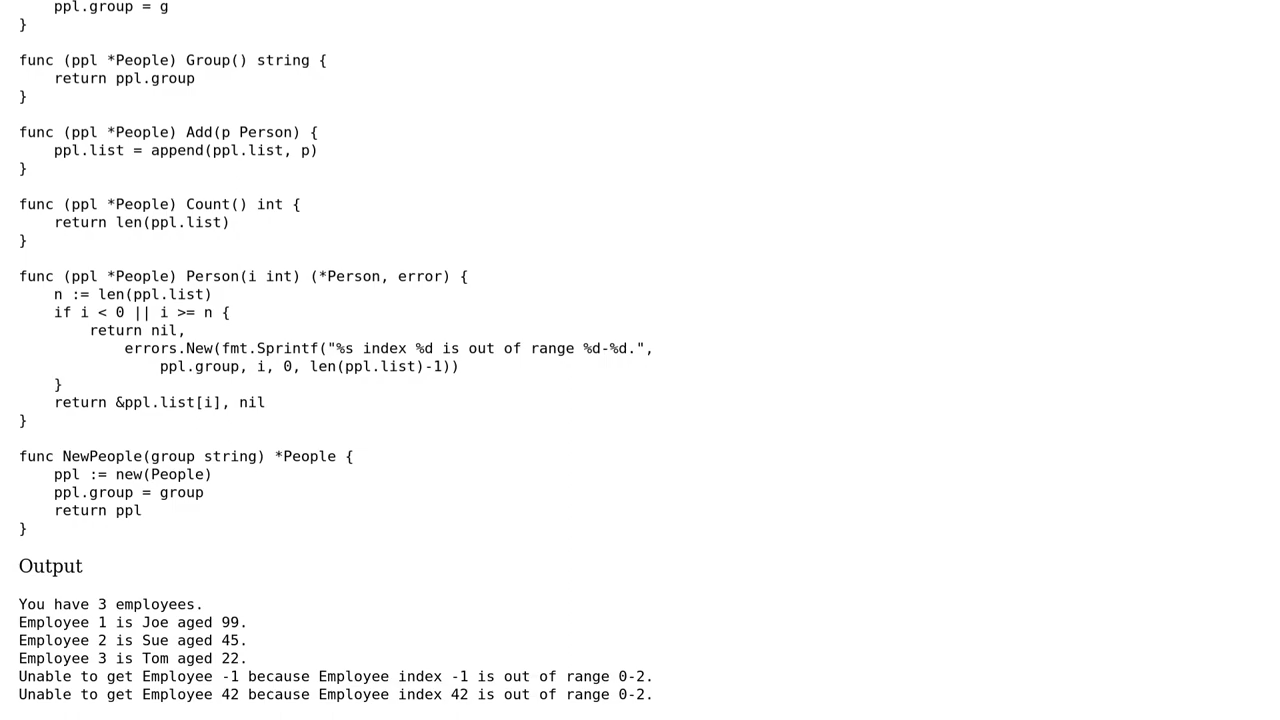 ppl.group = g
}

func (ppl *People) Group() string {
    return ppl.group
}

func (ppl *People) Add(p Person) {
    ppl.list = append(ppl.list, p)
}

func (ppl *People) Count() int {
    return len(ppl.list)
}

func (ppl *People) Person(i int) (*Person, error) {
    n := len(ppl.list)
    if i < 0 || i >= n {
        return nil,
            errors.New(fmt.Sprintf("%s index %d is out of range %d-%d.",
                ppl.group, i, 0, len(ppl.list)-1))
    }
    return &ppl.list[i], nil
}

func NewPeople(group string) *People {
    ppl := new(People)
    ppl.group = group
    return ppl
}

Output

You have 3 employees.
Employee 1 is Joe aged 99.
Employee 2 is Sue aged 45.
Employee 3 is Tom aged 22.
Unable to get Employee -1 because Employee index -1 is out of range 0-2.
Unable to get Employee 42 because Employee index 42 is out of range 0-2.